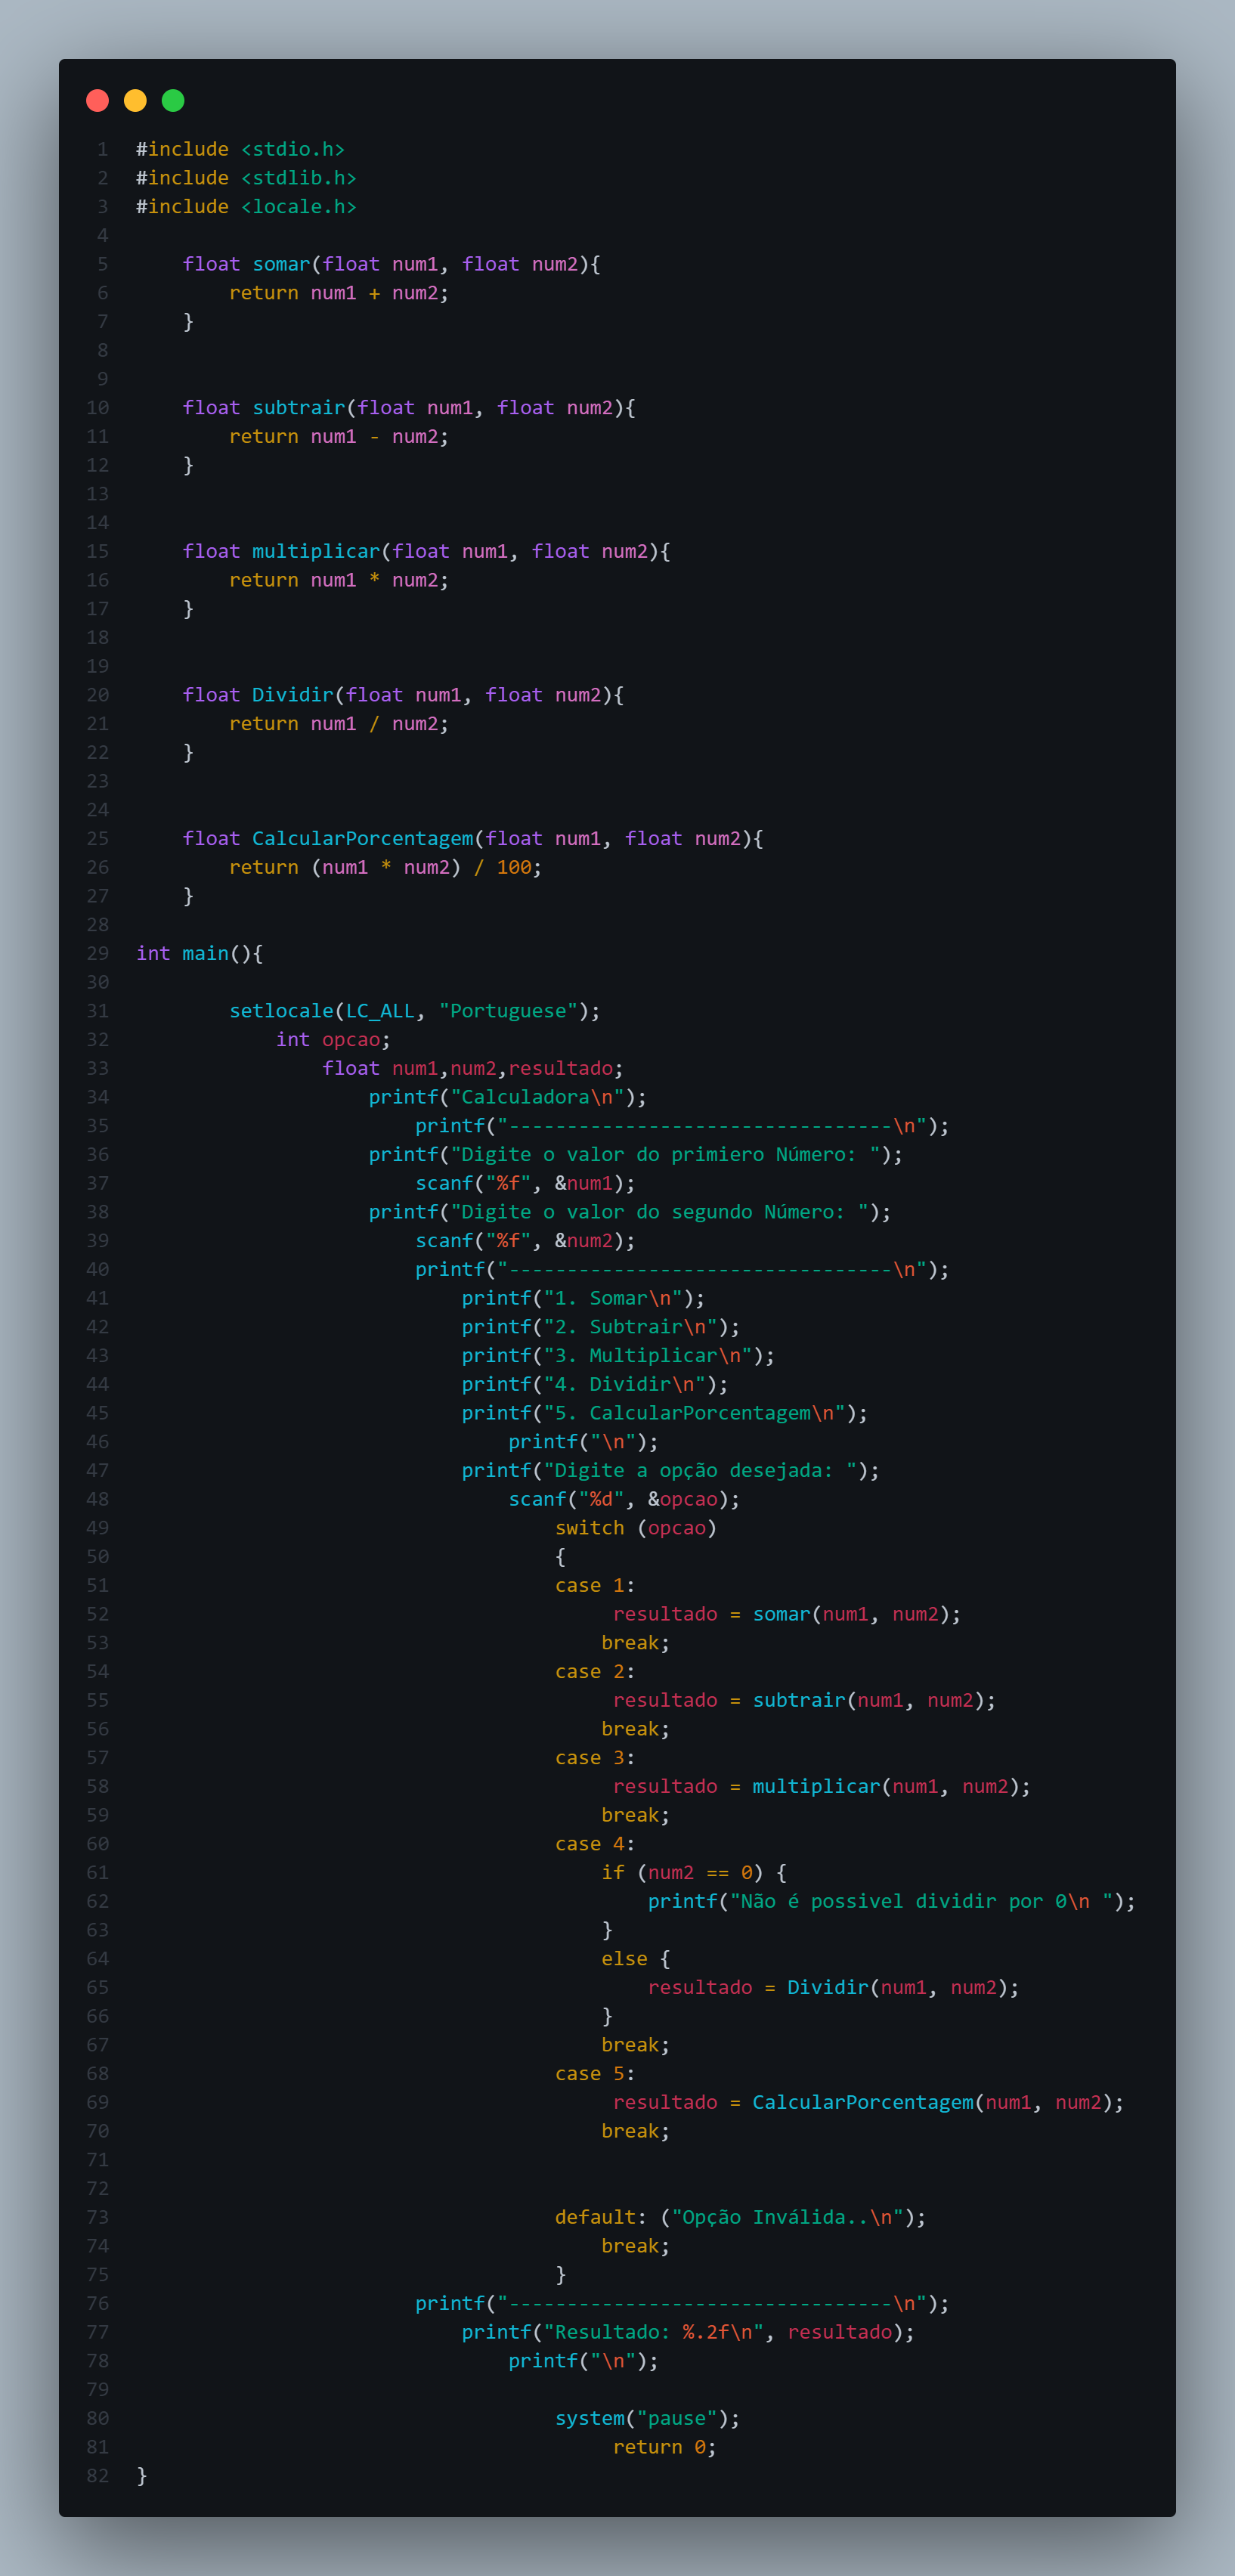 1 #include <stdio.h>
2 #include <stdlib.h>
3 #include <locale.h>
4
5     float somar(float num1, float num2){
6         return num1 + num2;
7     }
8
9
10     float subtrair(float num1, float num2){
11         return num1 - num2;
12     }
13
14
15     float multiplicar(float num1, float num2){
16         return num1 * num2;
17     }
18
19
20     float Dividir(float num1, float num2){
21         return num1 / num2;
22     }
23
24
25     float CalcularPorcentagem(float num1, float num2){
26         return (num1 * num2) / 100;
27     }
28
29 int main(){
30
31         setlocale(LC_ALL, "Portuguese");
32             int opcao;
33                 float num1,num2,resultado;
34                     printf("Calculadora\n");
35                         printf("---------------------------------\n");
36                     printf("Digite o valor do primiero Número: ");
37                         scanf("%f", &num1);
38                     printf("Digite o valor do segundo Número: ");
39                         scanf("%f", &num2);
40                         printf("---------------------------------\n");
41                             printf("1. Somar\n");
42                             printf("2. Subtrair\n");
43                             printf("3. Multiplicar\n");
44                             printf("4. Dividir\n");
45                             printf("5. CalcularPorcentagem\n");
46                                 printf("\n");
47                             printf("Digite a opção desejada: ");
48                                 scanf("%d", &opcao);
49                                     switch (opcao)
50                                     {
51                                     case 1:
52                                          resultado = somar(num1, num2);
53                                         break;
54                                     case 2:
55                                          resultado = subtrair(num1, num2);
56                                         break;
57                                     case 3:
58                                          resultado = multiplicar(num1, num2);
59                                         break;
60                                     case 4:
61                                         if (num2 == 0) {
62                                             printf("Não é possivel dividir por 0\n ");
63                                         }
64                                         else {
65                                             resultado = Dividir(num1, num2);
66                                         }
67                                         break;
68                                     case 5:
69                                          resultado = CalcularPorcentagem(num1, num2);
70                                         break;
71
72
73                                     default: ("Opção Inválida..\n");
74                                         break;
75                                     }
76                         printf("---------------------------------\n");
77                             printf("Resultado: %.2f\n", resultado);
78                                 printf("\n");
79
80                                     system("pause");
81                                          return 0;
82 }